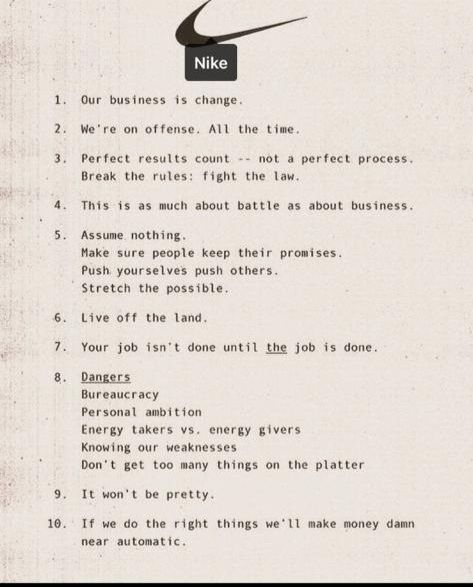 Nike
1. Our business is change.
2. We're on offense. All the time.
3. Perfect results count -- not a perfect process.
Break the rules: fight the law.
4. This is as much about battle as about business.
5. Assume nothing.
Make sure people keep their promises.
Push yourselves push others.
Stretch the possible.
6. Live off the land.
7. Your job isn't done until the job is done.
8. Dangers
Bureaucracy
Personal ambition
Energy takers vs. energy givers
Knowing our weaknesses
Don't get too many things on the platter
9. It won't be pretty.
10. If we do the right things we'll make money damn
near automatic.